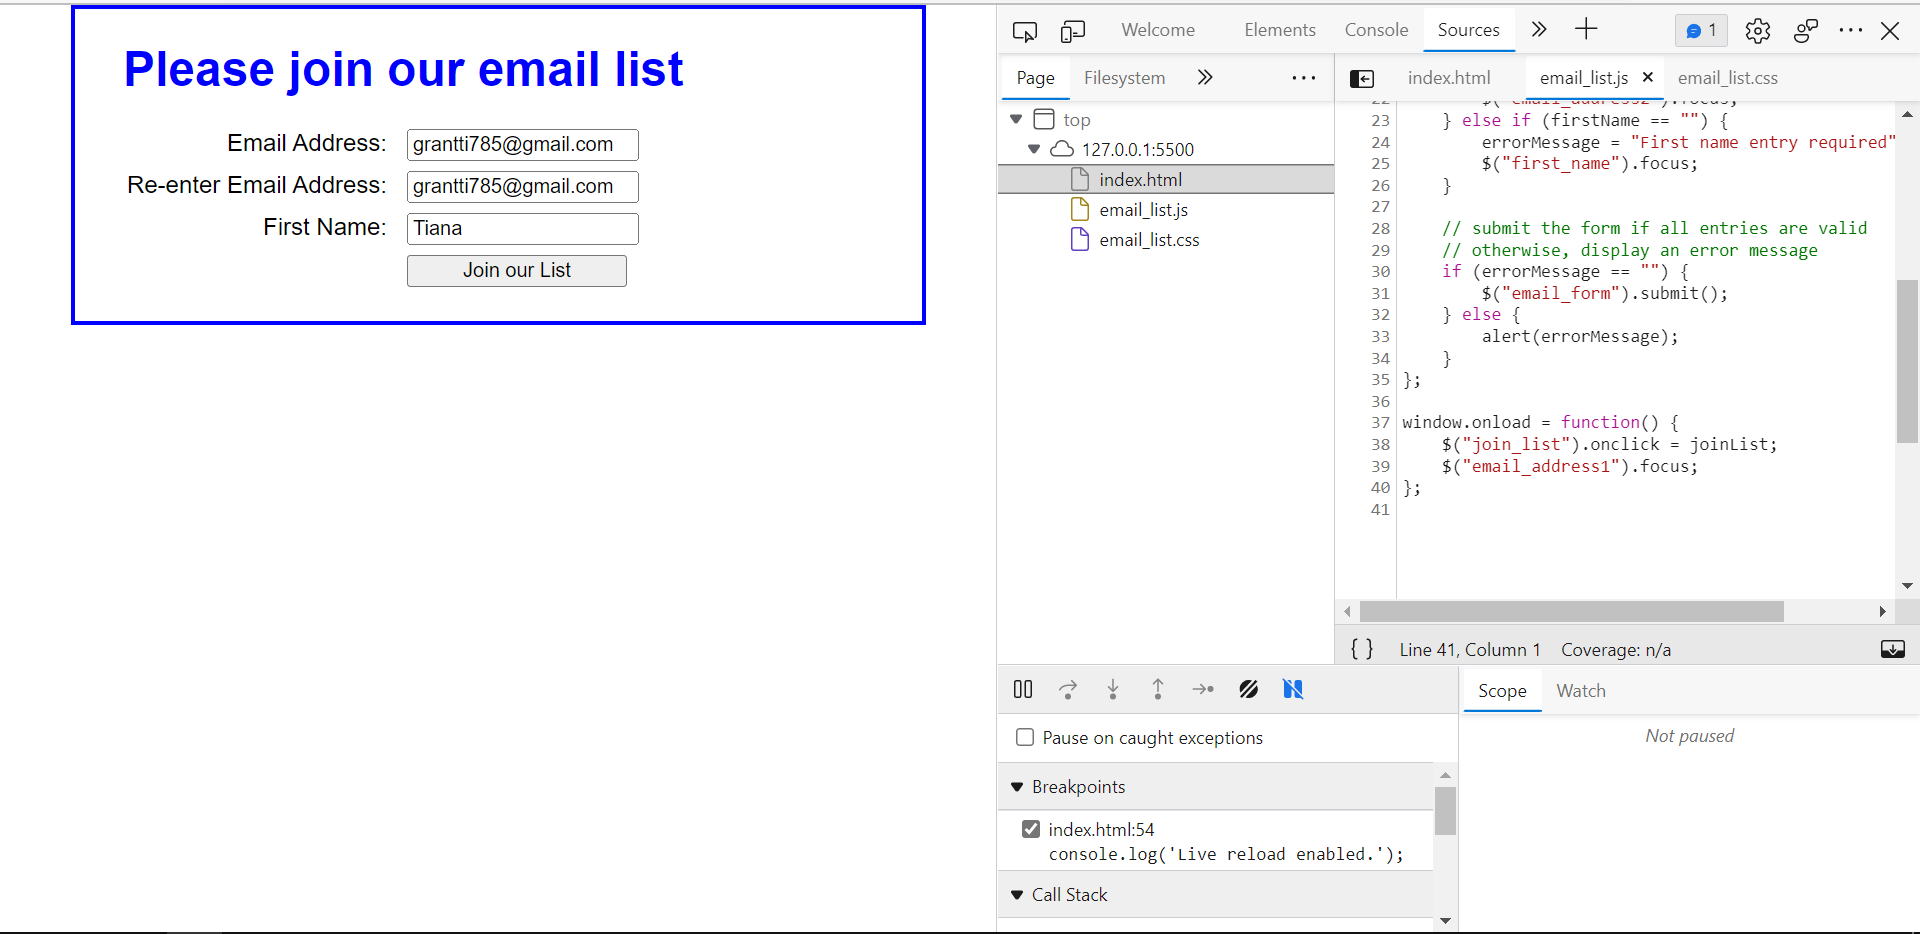 Please join our email list
Email Address: grantti785@gmail.com
Re-enter Email Address: grantti785@gmail.com
First Name: Tiana
Join our List
Welcome Elements Console Sources 1
Page Filesystem
top
127.0.0.1:5500
index.html
email_list.js
email_list.css
index.html email_list.js email_list.css
22 $("email_address2").focus;
23 } else if (firstName == "") {
24 errorMessage = "First name entry required"
25 $("first_name").focus;
26 }
27
28 // submit the form if all entries are valid
29 // otherwise, display an error message
30 if (errorMessage == "") {
31 $("email_form").submit();
32 } else {
33 alert(errorMessage);
34 }
35 };
36
37 window.onload = function() {
38 $("join_list").onclick = joinList;
39 $("email_address1").focus;
40 };
41
{ } Line 41, Column 1 Coverage: n/a
Pause on caught exceptions
Breakpoints
index.html:54
console.log('Live reload enabled.');
Call Stack
Scope Watch
Not paused